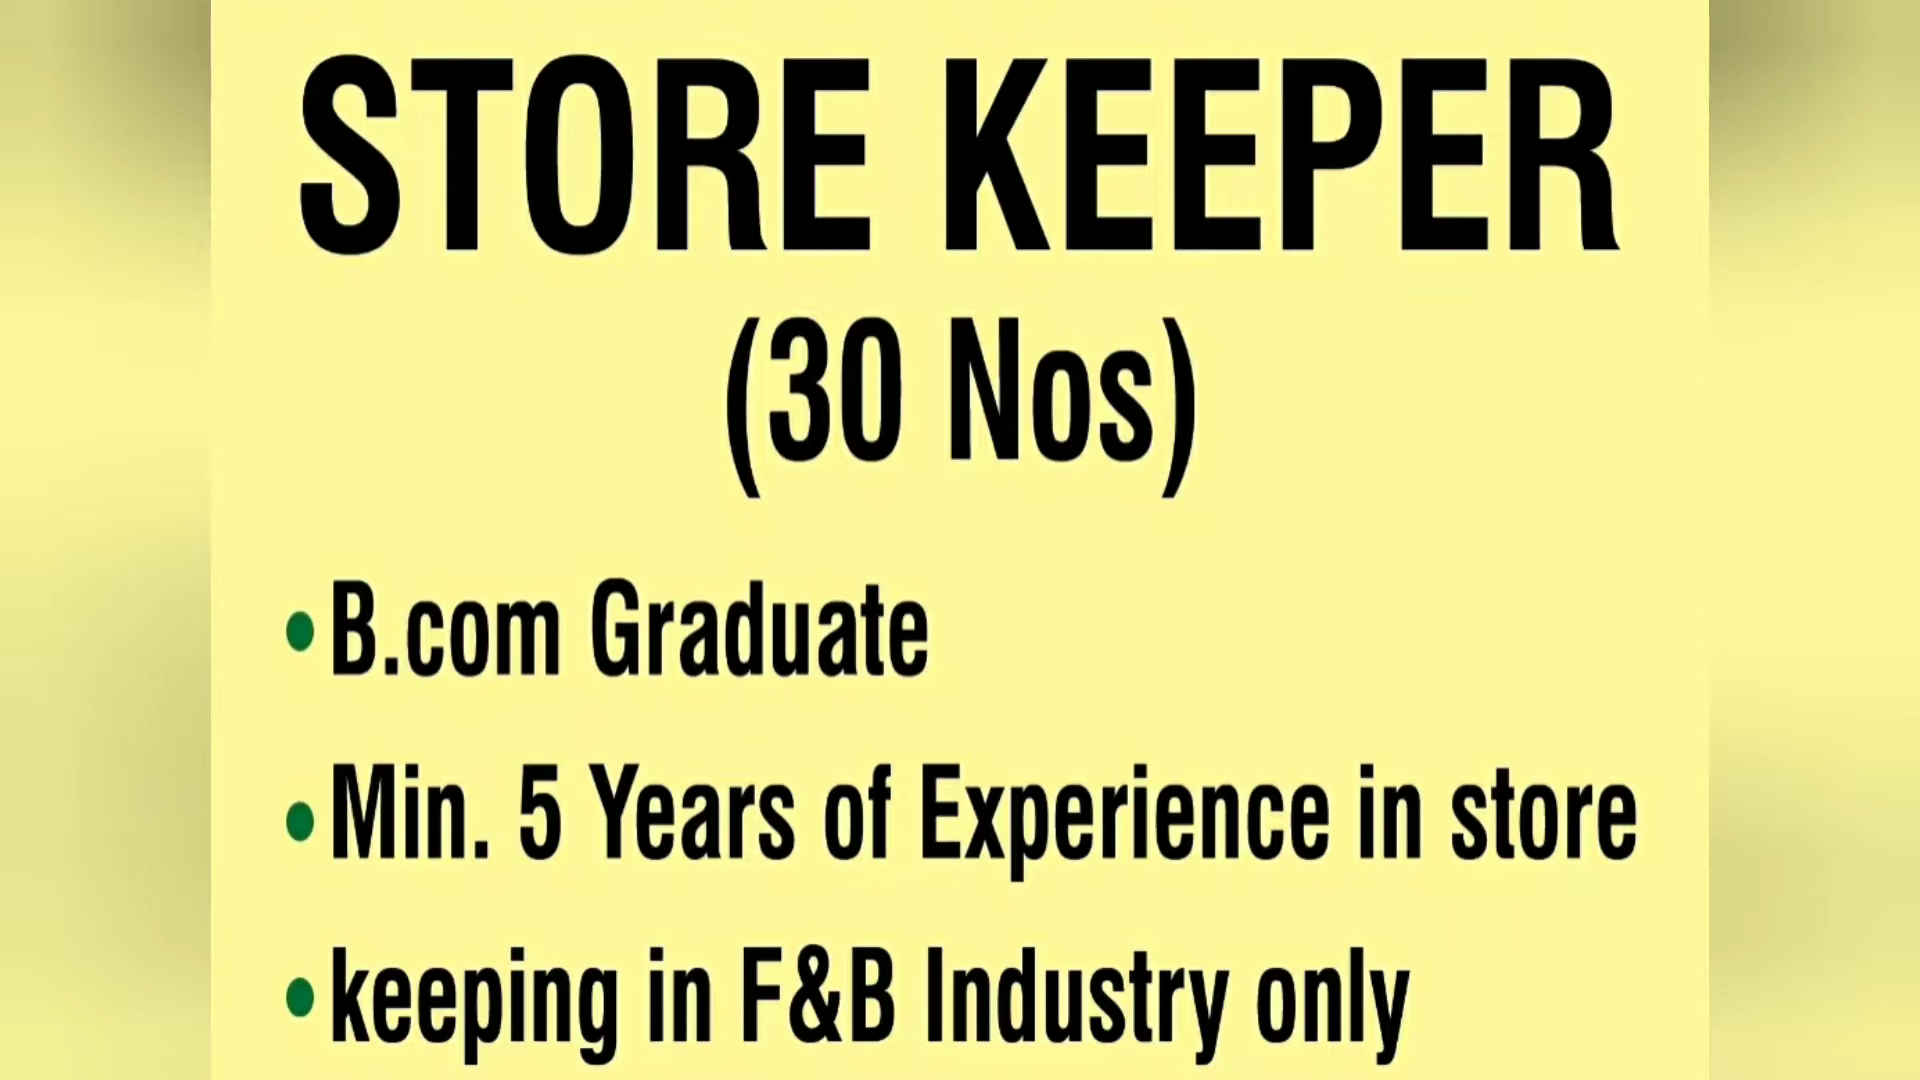 STORE KEEPER
(30 Nos)
• B.com Graduate
• Min. 5 Years of Experience in store
• keeping in F&B Industry only